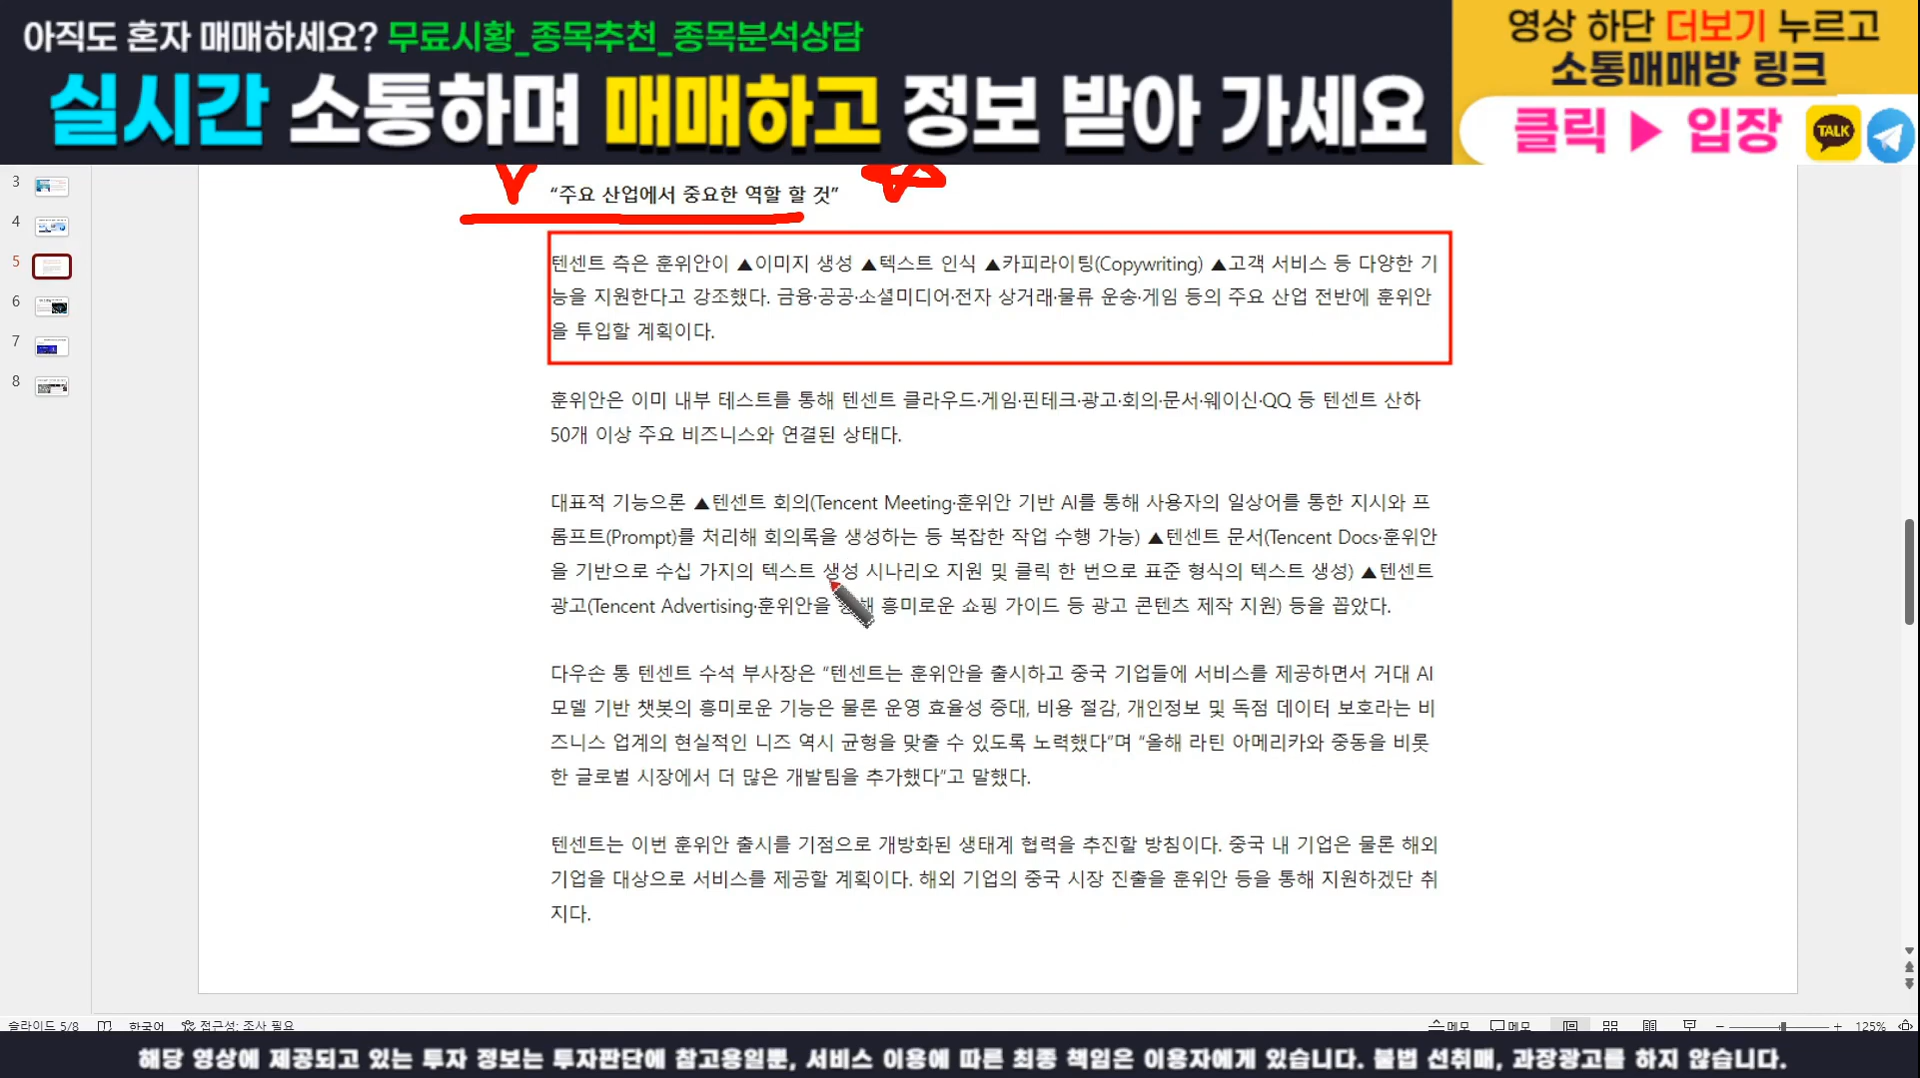 아직도 혼자 매매하세요? 무료시황_종목추천_종목분석상담
실시간 소통하며 매매하고 정보 받아 가세요
영상 하단 더보기 누르고
소통매매방 링크
클릭 ▶ 입장
TALK
3
4
5
6
7
8
“주요 산업에서 중요한 역할 할 것”
텐센트 측은 훈위안이 ▲이미지 생성 ▲텍스트 인식 ▲카피라이팅(Copywriting) ▲고객 서비스 등 다양한 기
능을 지원한다고 강조했다. 금융·공공·소셜미디어·전자 상거래·물류 운송·게임 등의 주요 산업 전반에 훈위안
을 투입할 계획이다.
훈위안은 이미 내부 테스트를 통해 텐센트 클라우드·게임·핀테크·광고·회의·문서·웨이신·QQ 등 텐센트 산하
50개 이상 주요 비즈니스와 연결된 상태다.
대표적 기능으론 ▲텐센트 회의(Tencent Meeting·훈위안 기반 AI를 통해 사용자의 일상어를 통한 지시와 프
롬프트(Prompt)를 처리해 회의록을 생성하는 등 복잡한 작업 수행 가능) ▲텐센트 문서(Tencent Docs·훈위안
을 기반으로 수십 가지의 텍스트 생성 시나리오 지원 및 클릭 한 번으로 표준 형식의 텍스트 생성) ▲텐센트
광고(Tencent Advertising·훈위안을 통해 흥미로운 쇼핑 가이드 등 광고 콘텐츠 제작 지원) 등을 꼽았다.
다우손 통 텐센트 수석 부사장은 “텐센트는 훈위안을 출시하고 중국 기업들에 서비스를 제공하면서 거대 AI
모델 기반 챗봇의 흥미로운 기능은 물론 운영 효율성 증대, 비용 절감, 개인정보 및 독점 데이터 보호라는 비
즈니스 업계의 현실적인 니즈 역시 균형을 맞출 수 있도록 노력했다”며 “올해 라틴 아메리카와 중동을 비롯
한 글로벌 시장에서 더 많은 개발팀을 추가했다”고 말했다.
텐센트는 이번 훈위안 출시를 기점으로 개방화된 생태계 협력을 추진할 방침이다. 중국 내 기업은 물론 해외
기업을 대상으로 서비스를 제공할 계획이다. 해외 기업의 중국 시장 진출을 훈위안 등을 통해 지원하겠단 취
지다.
슬라이드 5/8 한국어 접근성: 조사 필요 메모 메모 125%
해당 영상에 제공되고 있는 투자 정보는 투자판단에 참고용일뿐, 서비스 이용에 따른 최종 책임은 이용자에게 있습니다. 불법 선취매, 과장광고를 하지 않습니다.